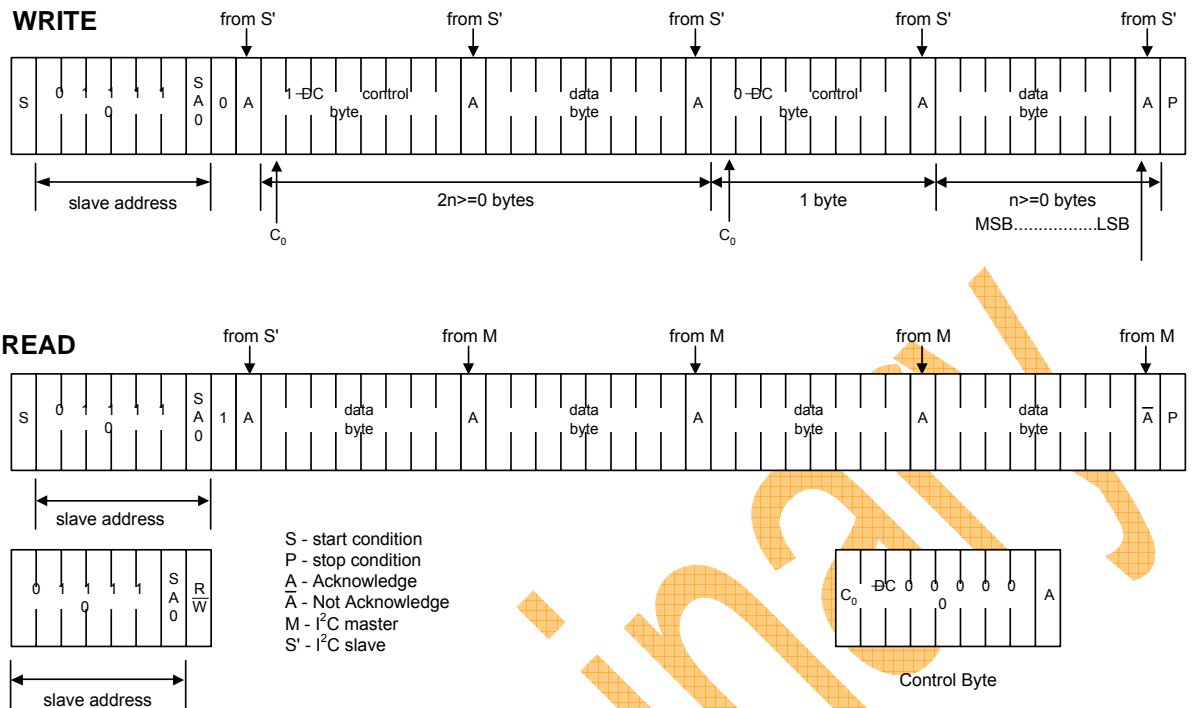 WRITE
from S' from S' from S' from S' from S'
S 0 1 1 1 1 0 S A 0 0 A 1 DC control byte A data byte A 0 DC control byte A data byte A P
slave address 2n>=0 bytes 1 byte n>=0 bytes
MSB.................LSB
C0 C0
READ
from S' from M from M from M from M
S 0 1 1 1 1 0 S A 0 1 A data byte A data byte A data byte A data byte A̅ P
slave address
S - start condition
P - stop condition
A - Acknowledge
A̅ - Not Acknowledge
M - I²C master
S' - I²C slave
0 1 1 1 1 0 S A 0 R/W
slave address
C0 DC 0 0 0 0 0 0 A
Control Byte